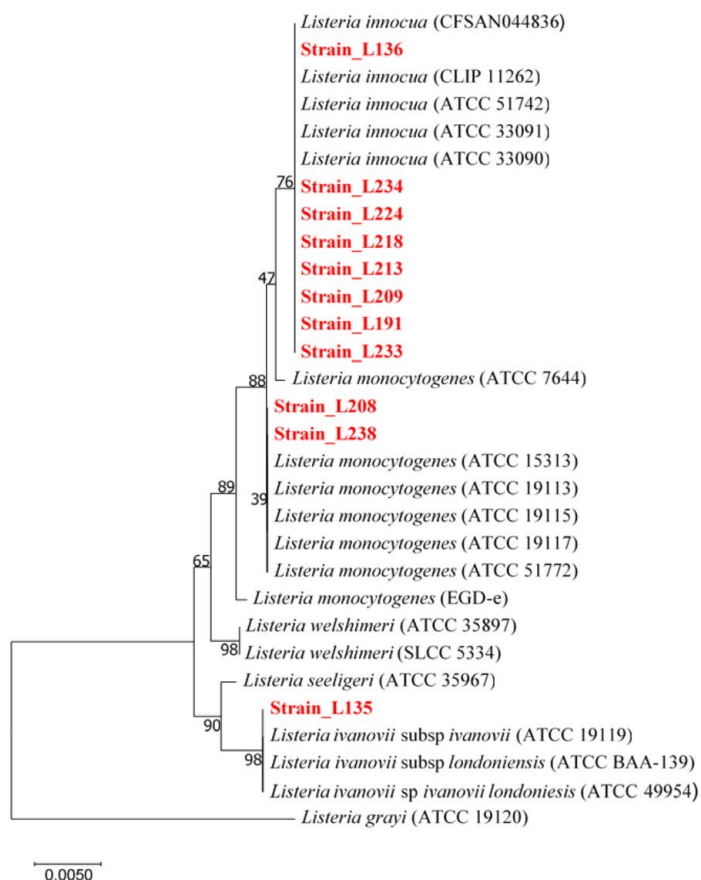 Listeria innocua (CFSAN044836)
Strain_L136
Listeria innocua (CLIP 11262)
Listeria innocua (ATCC 51742)
Listeria innocua (ATCC 33091)
Listeria innocua (ATCC 33090)
76
Strain_L234
Strain_L224
Strain_L218
Strain_L213
47
Strain_L209
Strain_L191
Strain_L233
Listeria monocytogenes (ATCC 7644)
88
Strain_L208
Strain_L238
Listeria monocytogenes (ATCC 15313)
89
Listeria monocytogenes (ATCC 19113)
39
Listeria monocytogenes (ATCC 19115)
Listeria monocytogenes (ATCC 19117)
65
Listeria monocytogenes (ATCC 51772)
Listeria monocytogenes (EGD-e)
Listeria welshimeri (ATCC 35897)
98
Listeria welshimeri (SLCC 5334)
Listeria seeligeri (ATCC 35967)
Strain_L135
90
Listeria ivanovii subsp ivanovii (ATCC 19119)
98
Listeria ivanovii subsp londoniensis (ATCC BAA-139)
Listeria ivanovii sp ivanovii londoniesis (ATCC 49954)
Listeria grayi (ATCC 19120)
0.0050